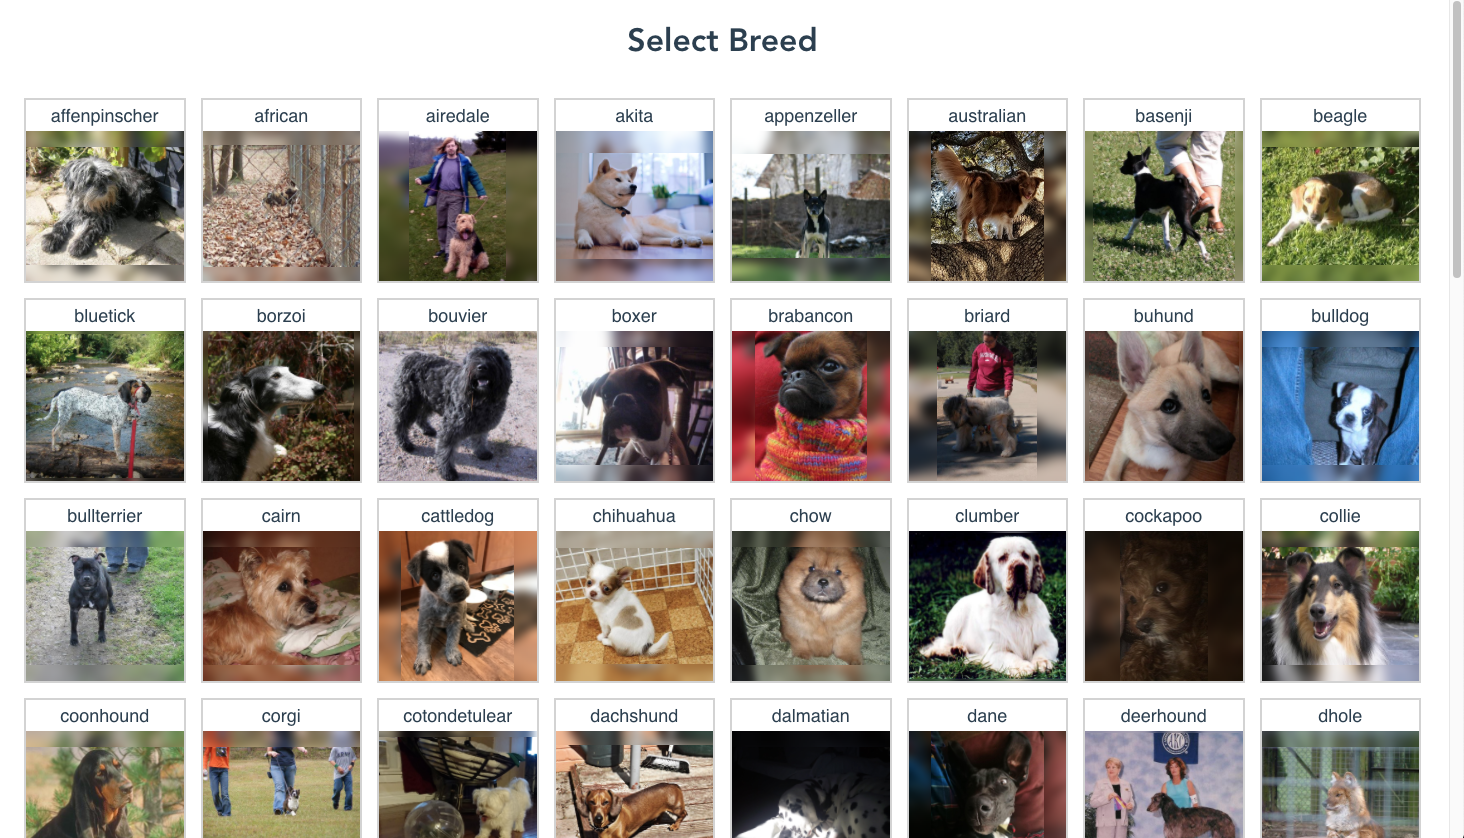 Select Breed
affenpinscher
african
airedale
akita
appenzeller
australian
basenji
beagle
bluetick
borzoi
bouvier
boxer
brabancon
briard
buhund
bulldog
bullterrier
cairn
cattledog
chihuahua
chow
clumber
cockapoo
collie
coonhound
corgi
cotondetulear
dachshund
dalmatian
dane
deerhound
dhole